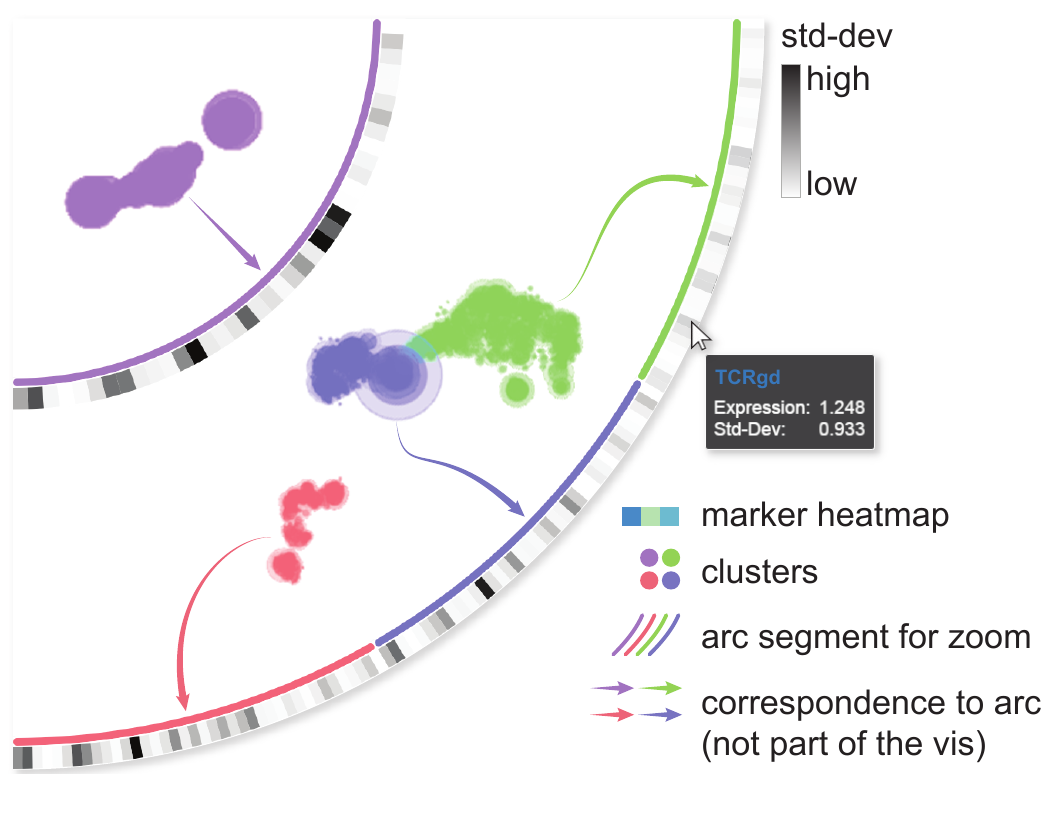 std-dev
high
low
TCRgd
Expression: 1.248
Std-Dev: 0.933
marker heatmap
clusters
arc segment for zoom
correspondence to arc
(not part of the vis)